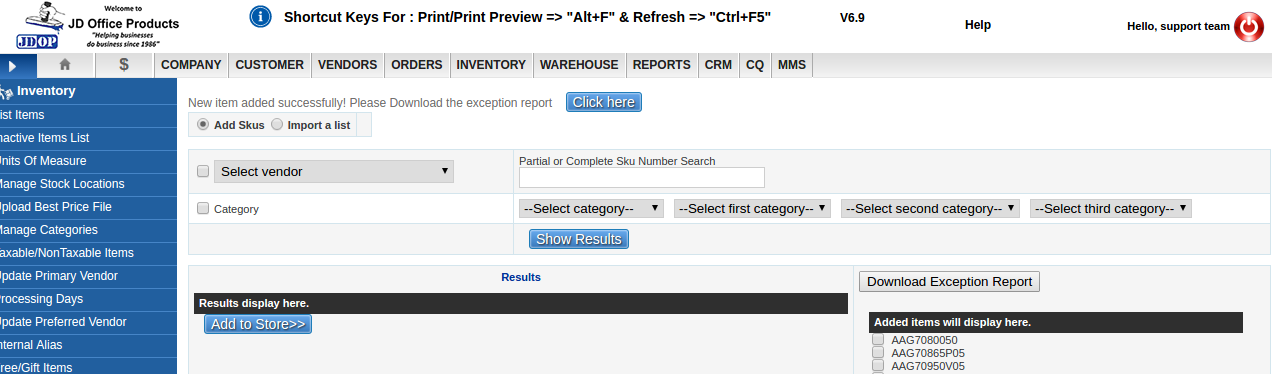 Welcome to
JD Office Products
"Helping businesses
do business since 1986"
JDOP
Shortcut Keys For : Print/Print Preview => "Alt+F" & Refresh => "Ctrl+F5"
V6.9
Help
Hello, support team
$
COMPANY CUSTOMER VENDORS ORDERS INVENTORY WAREHOUSE REPORTS CRM CQ MMS
Inventory
ist Items
nactive Items List
Units Of Measure
Manage Stock Locations
Upload Best Price File
Manage Categories
Taxable/NonTaxable Items
Update Primary Vendor
Processing Days
Update Preferred Vendor
nternal Alias
ree/Gift Items
New item added successfully! Please Download the exception report Click here
Add Skus Import a list
Select vendor
Partial or Complete Sku Number Search
Category
--Select category-- --Select first category-- --Select second category-- --Select third category--
Show Results
Results
Results display here.
Add to Store>>
Download Exception Report
Added items will display here.
AAG7080050
AAG70865P05
AAG70950V05